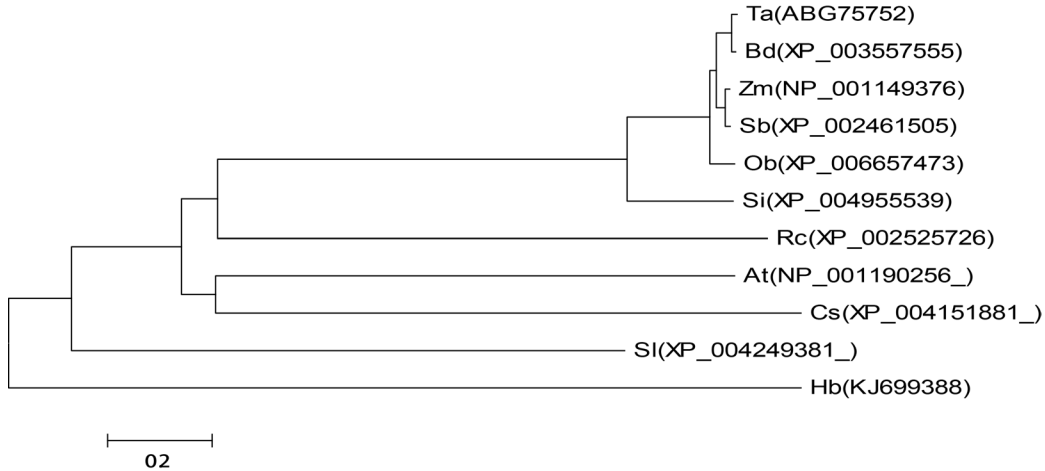 Ta(ABG75752)
Bd(XP_003557555)
Zm(NP_001149376)
Sb(XP_002461505)
Ob(XP_006657473)
Si(XP_004955539)
Rc(XP_002525726)
At(NP_001190256_)
Cs(XP_004151881_)
Sl(XP_004249381_)
Hb(KJ699388)
02